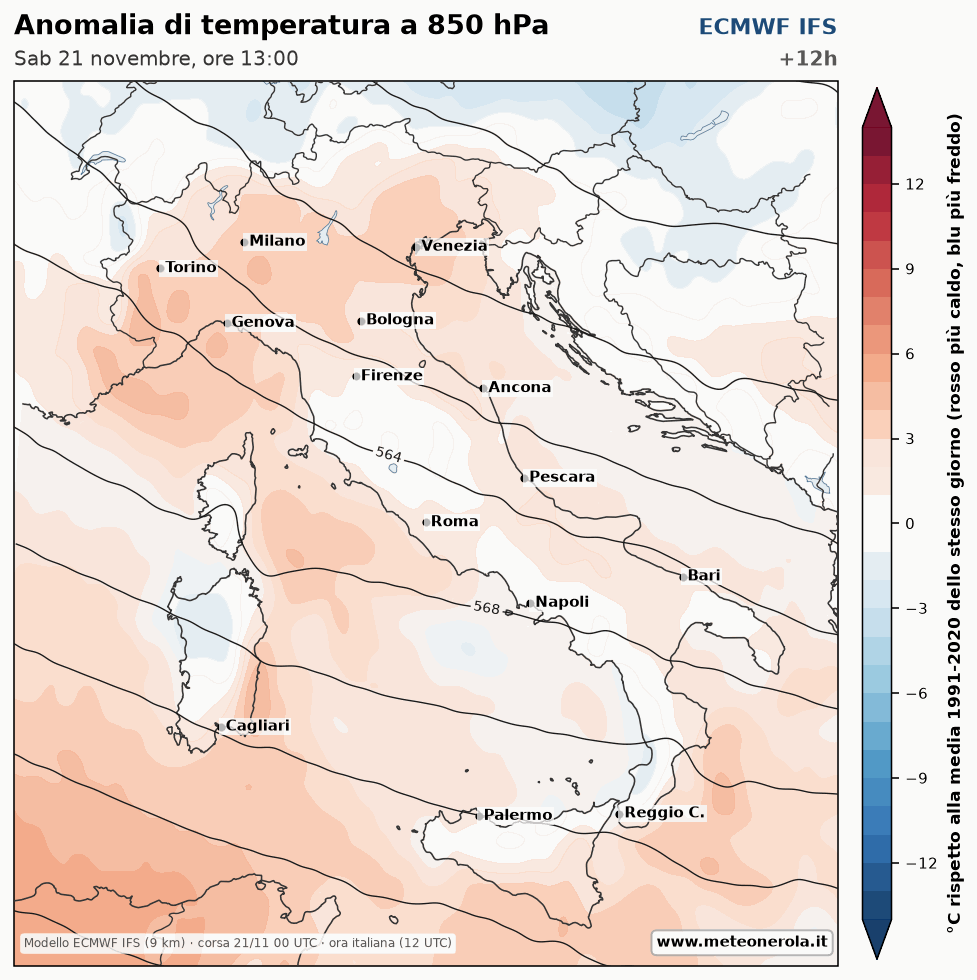 Anomalia di temperatura a 850 hPa
ECMWF IFS
Sab 21 novembre, ore 13:00
+12h
Milano
Venezia
Torino
Genova
Bologna
Firenze
Ancona
564
Pescara
Roma
Bari
568
Napoli
Cagliari
Palermo
Reggio C.
Modello ECMWF IFS (9 km) · corsa 21/11 00 UTC · ora italiana (12 UTC)
www.meteonerola.it
12
9
6
3
0
−3
−6
−9
−12
°C rispetto alla media 1991-2020 dello stesso giorno (rosso più caldo, blu più freddo)